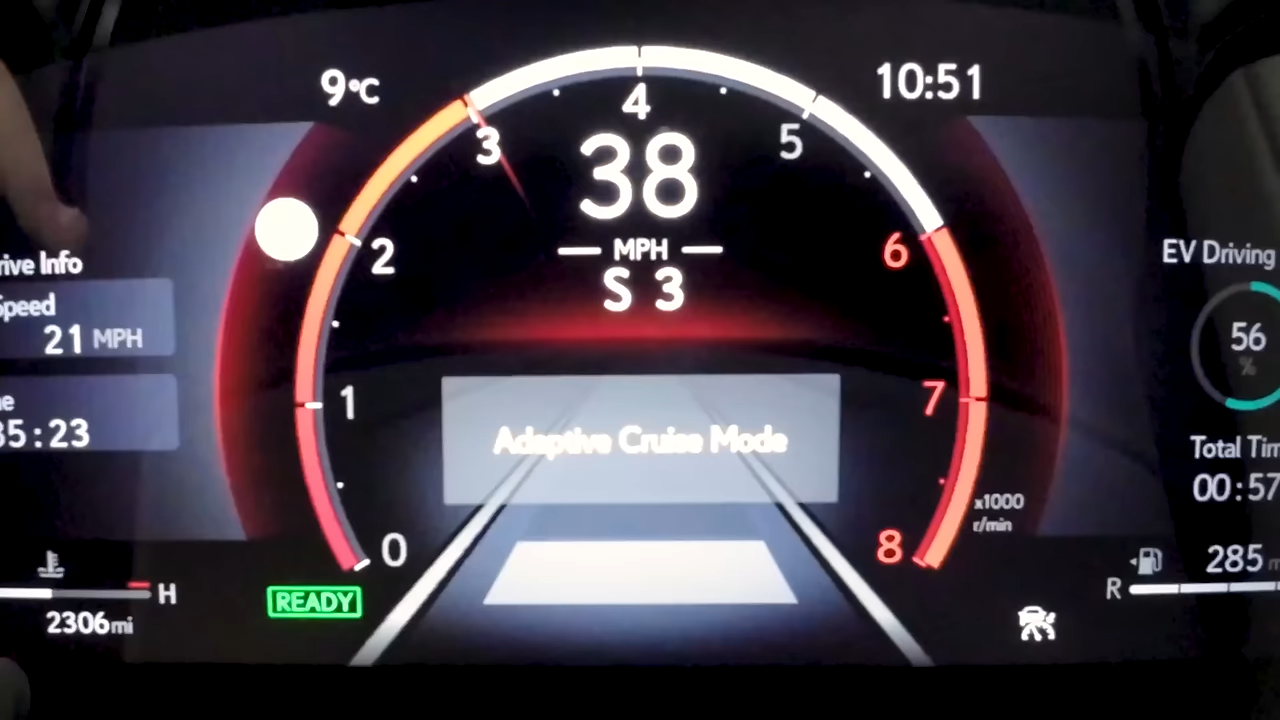 9°C
10:51
4
3
5
38
MPH
2
6
S 3
rive Info
EV Driving
Speed
21 MPH
56
%
1
7
e
35:23
Adaptive Cruise Mode
Total Tim
00:57
x1000
r/min
0
8
285
H
READY
R
2306mi